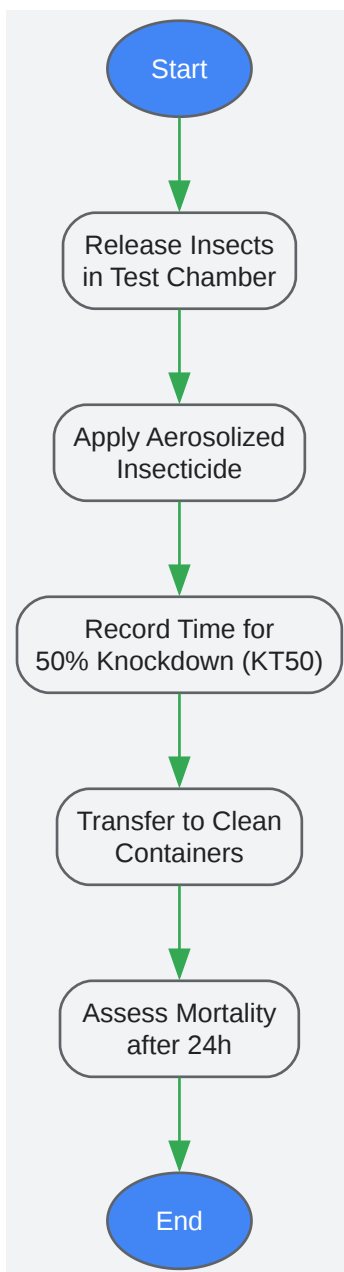 Start
Release Insects
in Test Chamber
Apply Aerosolized
Insecticide
Record Time for
50% Knockdown (KT50)
Transfer to Clean
Containers
Assess Mortality
after 24h
End